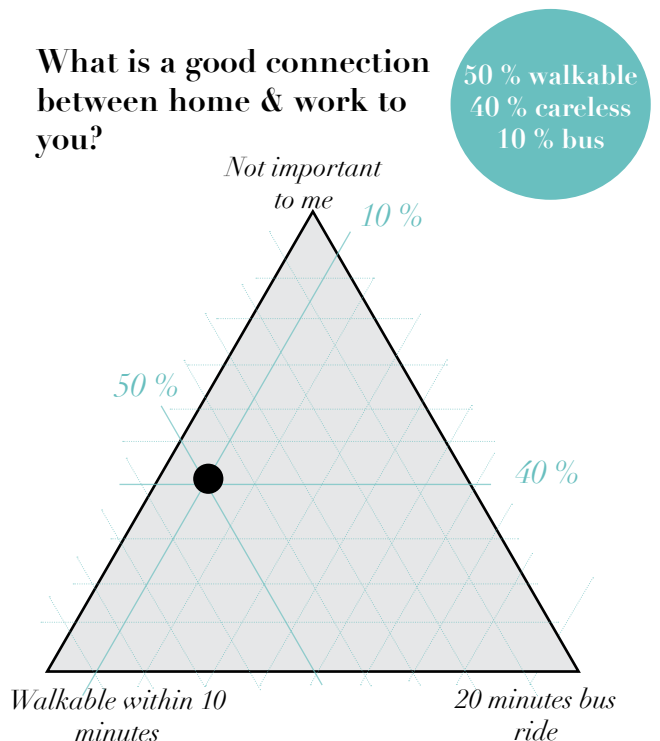 What is a good connection
between home & work to
you?
50 % walkable
40 % careless
10 % bus
Not important
to me
10 %
50 %
40 %
Walkable within 10
minutes
20 minutes bus
ride